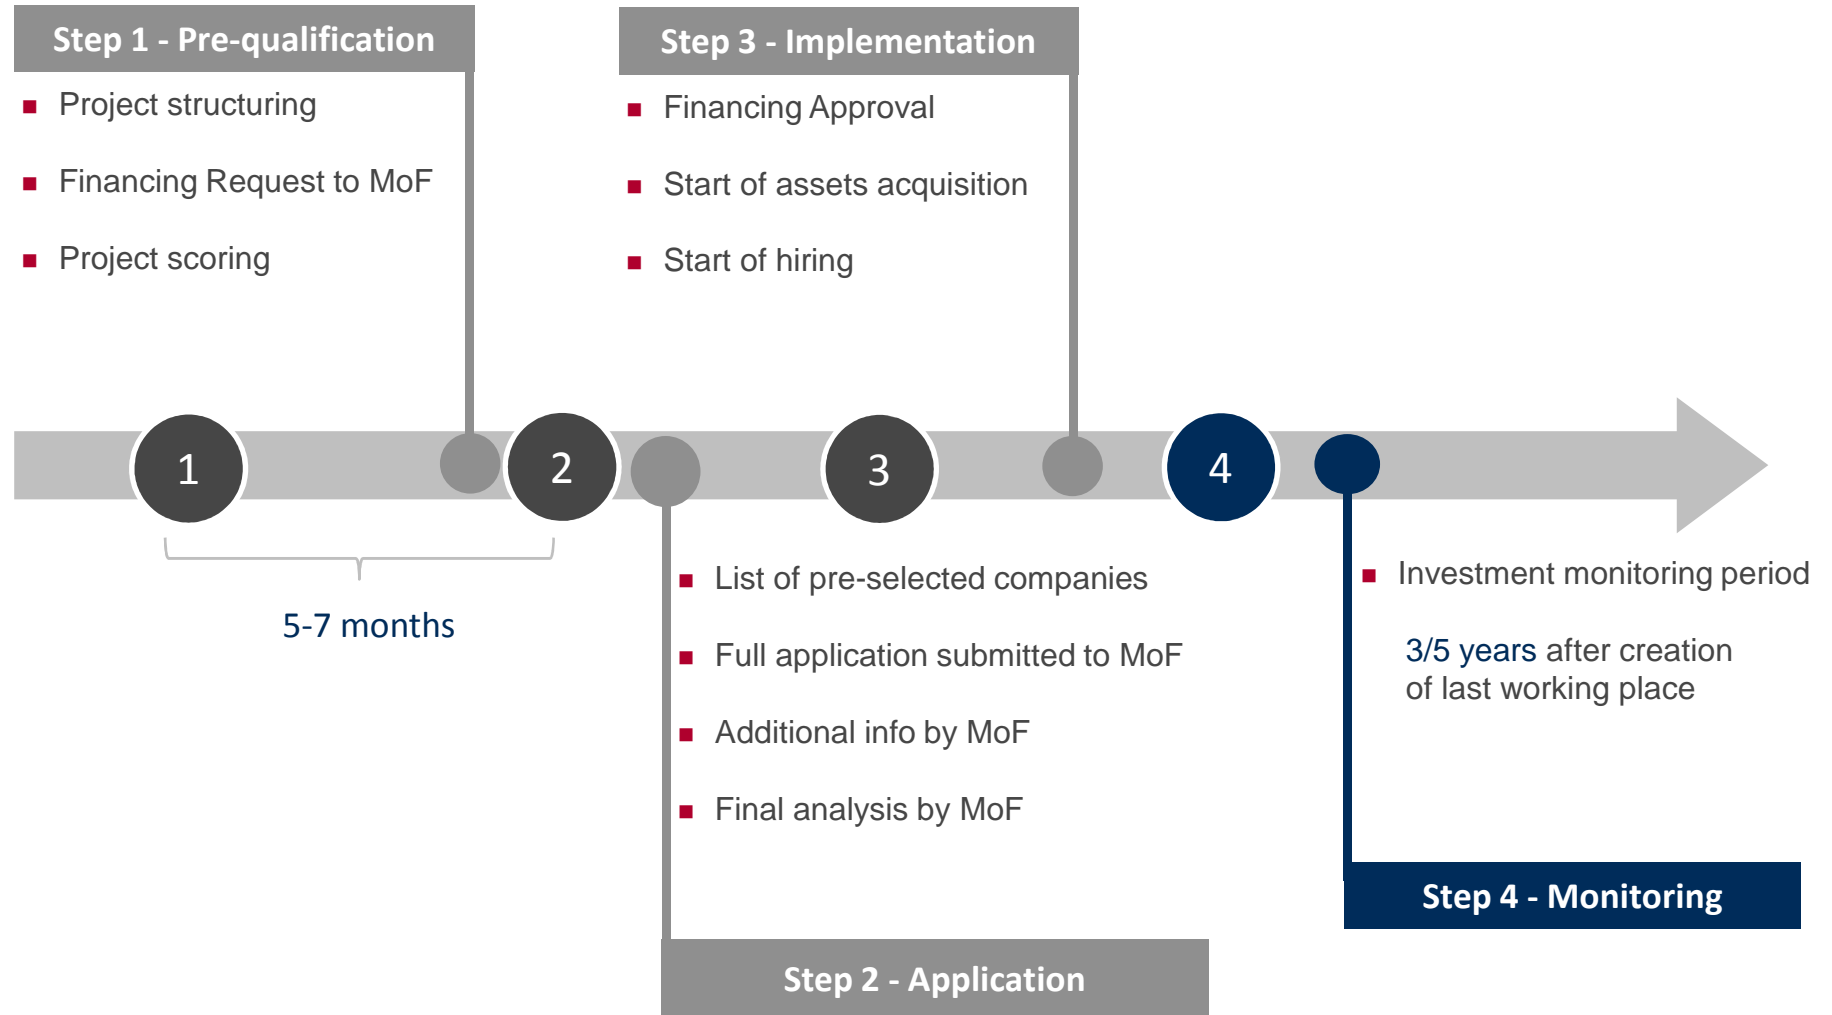 Step 1 - Pre-qualification
Project structuring
Financing Request to MoF
Project scoring
Step 3 - Implementation
Financing Approval
Start of assets acquisition
Start of hiring
1
2
3
4
5-7 months
List of pre-selected companies
Full application submitted to MoF
Additional info by MoF
Final analysis by MoF
Step 2 - Application
Investment monitoring period
3/5 years after creation
of last working place
Step 4 - Monitoring